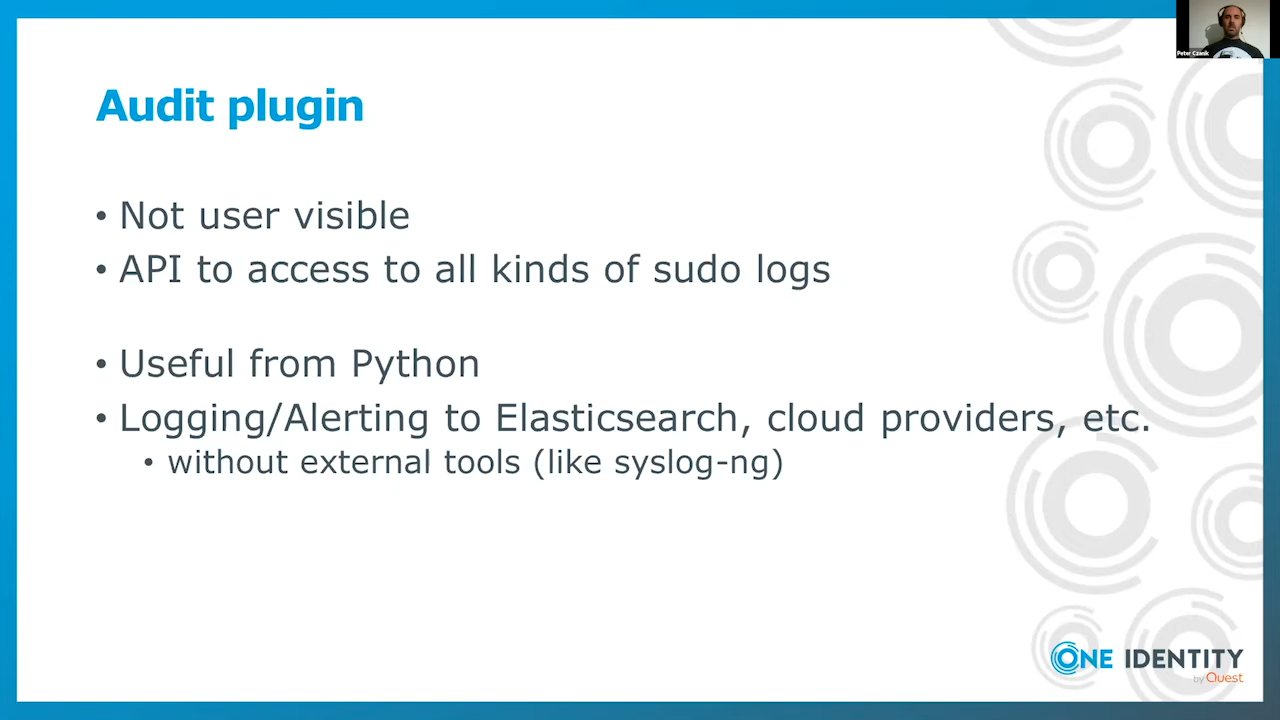 Peter Czanik
Audit plugin
• Not user visible
• API to access to all kinds of sudo logs
• Useful from Python
• Logging/Alerting to Elasticsearch, cloud providers, etc.
• without external tools (like syslog-ng)
ONE IDENTITY
by Quest